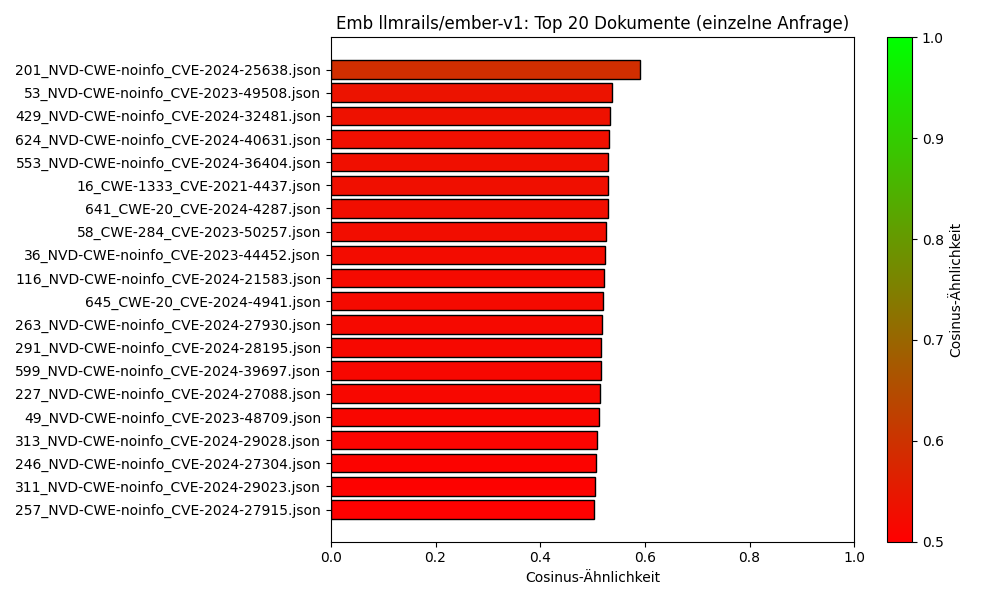 Emb llmrails/ember-v1: Top 20 Dokumente (einzelne Anfrage)
201_NVD-CWE-noinfo_CVE-2024-25638.json
53_NVD-CWE-noinfo_CVE-2023-49508.json
429_NVD-CWE-noinfo_CVE-2024-32481.json
624_NVD-CWE-noinfo_CVE-2024-40631.json
553_NVD-CWE-noinfo_CVE-2024-36404.json
16_CWE-1333_CVE-2021-4437.json
641_CWE-20_CVE-2024-4287.json
58_CWE-284_CVE-2023-50257.json
36_NVD-CWE-noinfo_CVE-2023-44452.json
116_NVD-CWE-noinfo_CVE-2024-21583.json
645_CWE-20_CVE-2024-4941.json
263_NVD-CWE-noinfo_CVE-2024-27930.json
291_NVD-CWE-noinfo_CVE-2024-28195.json
599_NVD-CWE-noinfo_CVE-2024-39697.json
227_NVD-CWE-noinfo_CVE-2024-27088.json
49_NVD-CWE-noinfo_CVE-2023-48709.json
313_NVD-CWE-noinfo_CVE-2024-29028.json
246_NVD-CWE-noinfo_CVE-2024-27304.json
311_NVD-CWE-noinfo_CVE-2024-29023.json
257_NVD-CWE-noinfo_CVE-2024-27915.json
0.0 0.2 0.4 0.6 0.8 1.0
Cosinus-Ähnlichkeit
1.0
0.9
0.8
0.7
0.6
0.5
Cosinus-Ähnlichkeit